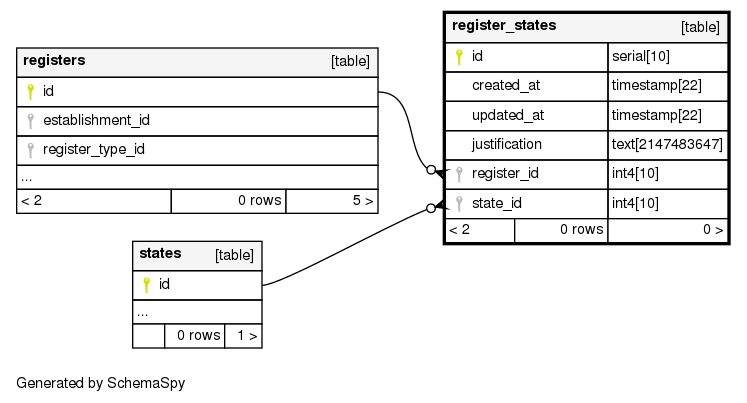 registers [table]
id
establishment_id
register_type_id
...
< 2 0 rows 5 >
register_states [table]
id serial[10]
created_at timestamp[22]
updated_at timestamp[22]
justification text[2147483647]
register_id int4[10]
state_id int4[10]
< 2 0 rows 0 >
states [table]
id
...
0 rows 1 >
Generated by SchemaSpy